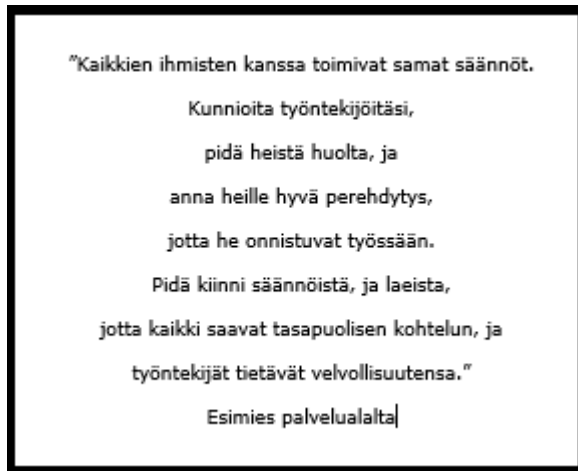 ”Kaikkien ihmisten kanssa toimivat samat säännöt.
Kunnioita työntekijöitäsi,
pidä heistä huolta, ja
anna heille hyvä perehdytys,
jotta he onnistuvat työssään.
Pidä kiinni säännöistä, ja laeista,
jotta kaikki saavat tasapuolisen kohtelun, ja
työntekijät tietävät velvollisuutensa.”
Esimies palvelualalta